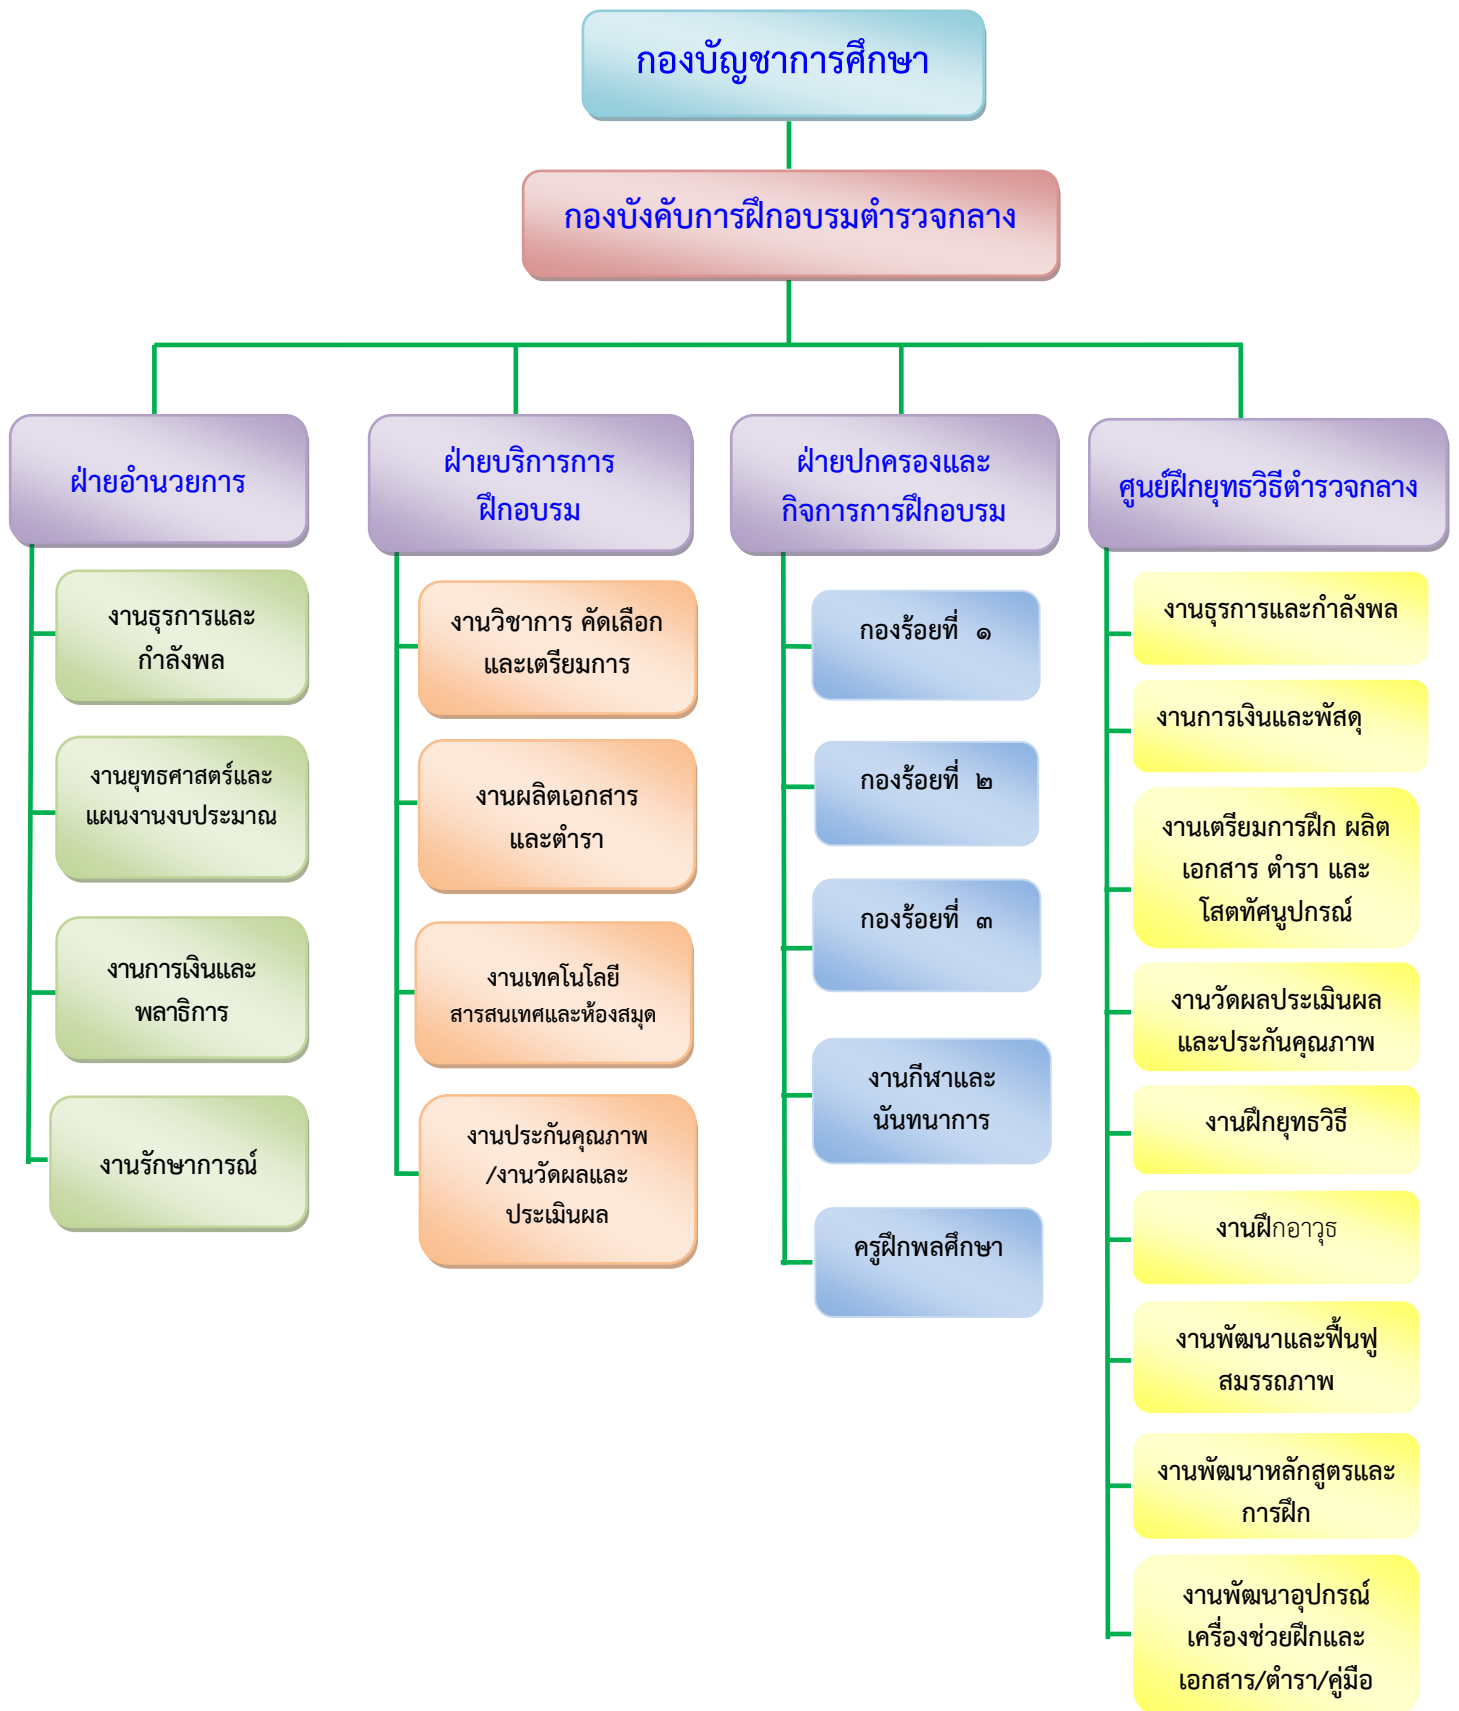 กองบัญชาการศึกษา
กองบังคับการฝึกอบรมตำรวจกลาง
ฝ่ายอำนวยการ
งานธุรการและ
กำลังพล
งานยุทธศาสตร์และ
แผนงานงบประมาณ
งานการเงินและ
พลาธิการ
งานรักษาการณ์
ฝ่ายบริการการ
ฝึกอบรม
งานวิชาการ คัดเลือก
และเตรียมการ
งานผลิตเอกสาร
และตำรา
งานเทคโนโลยี
สารสนเทศและห้องสมุด
งานประกันคุณภาพ
/งานวัดผลและ
ประเมินผล
ฝ่ายปกครองและ
กิจการการฝึกอบรม
กองร้อยที่ ๑
กองร้อยที่ ๒
กองร้อยที่ ๓
งานกีฬาและ
นันทนาการ
ครูฝึกพลศึกษา
ศูนย์ฝึกยุทธวิธีตำรวจกลาง
งานธุรการและกำลังพล
งานการเงินและพัสดุ
งานเตรียมการฝึก ผลิต
เอกสาร ตำรา และ
โสตทัศนูปกรณ์
งานวัดผลประเมินผล
และประกันคุณภาพ
งานฝึกยุทธวิธี
งานฝึกอาวุธ
งานพัฒนาและฟื้นฟู
สมรรถภาพ
งานพัฒนาหลักสูตรและ
การฝึก
งานพัฒนาอุปกรณ์
เครื่องช่วยฝึกและ
เอกสาร/ตำรา/คู่มือ